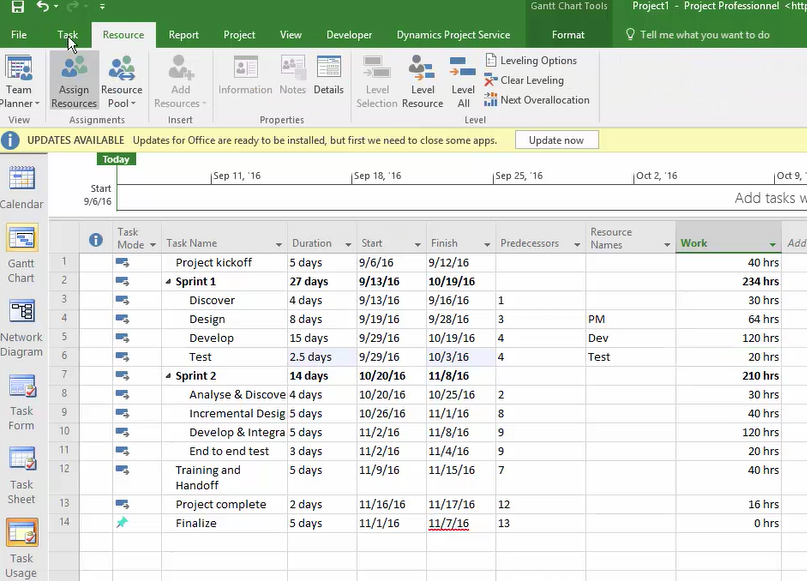 Gantt Chart Tools Project1 - Project Professionnel <http
File Task Resource Report Project View Developer Dynamics Project Service Format Tell me what you want to do
Team Planner Assign Resources Resource Pool Add Resources Information Notes Details Level Selection Level Resource Level All
Leveling Options
Clear Leveling
Next Overallocation
View Assignments Insert Properties Level
UPDATES AVAILABLE Updates for Office are ready to be installed, but first we need to close some apps. Update now
Today
Sep 11, '16 Sep 18, '16 Sep 25, '16 Oct 2, '16 Oct 9, '
Start
9/6/16
Add tasks w
Calendar
Gantt Chart
Network Diagram
Task Form
Task Sheet
Task Usage
Task Mode Task Name Duration Start Finish Predecessors Resource Names Work Add
1 Project kickoff 5 days 9/6/16 9/12/16 40 hrs
2 Sprint 1 27 days 9/13/16 10/19/16 234 hrs
3 Discover 4 days 9/13/16 9/16/16 1 30 hrs
4 Design 8 days 9/19/16 9/28/16 3 PM 64 hrs
5 Develop 15 days 9/29/16 10/19/16 4 Dev 120 hrs
6 Test 2.5 days 9/29/16 10/3/16 4 Test 20 hrs
7 Sprint 2 14 days 10/20/16 11/8/16 210 hrs
8 Analyse & Discove 4 days 10/20/16 10/25/16 2 30 hrs
9 Incremental Desig 5 days 10/26/16 11/1/16 8 40 hrs
10 Develop & Integra 5 days 11/2/16 11/8/16 9 120 hrs
11 End to end test 3 days 11/2/16 11/4/16 9 20 hrs
12 Training and Handoff 5 days 11/9/16 11/15/16 7 40 hrs
13 Project complete 2 days 11/16/16 11/17/16 12 16 hrs
14 Finalize 5 days 11/1/16 11/7/16 13 0 hrs